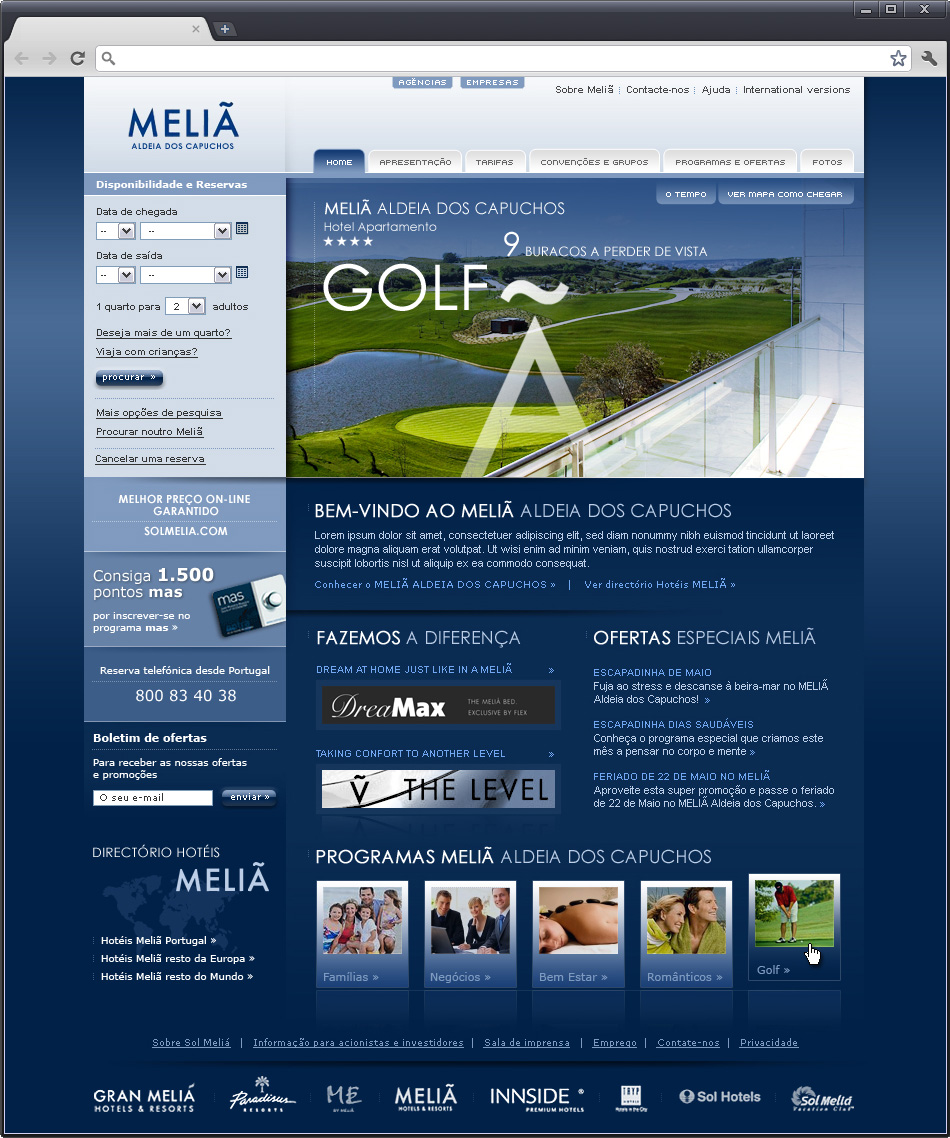 AGÊNCIAS EMPRESAS
Sobre Meliã Contacte-nos Ajuda International versions
MELIÃ
ALDEIA DOS CAPUCHOS
HOME APRESENTAÇÃO TARIFAS CONVENÇÕES E GRUPOS PROGRAMAS E OFERTAS FOTOS
Disponibilidade e Reservas
Data de chegada
-- --
Data de saída
-- --
1 quarto para 2 adultos
Deseja mais de um quarto?
Viaja com crianças?
procurar »
Mais opções de pesquisa
Procurar noutro Meliã
Cancelar uma reserva
O TEMPO VER MAPA COMO CHEGAR
MELIÃ ALDEIA DOS CAPUCHOS
Hotel Apartamento
★★★★
9 BURACOS A PERDER DE VISTA
GOLF
Ã
MELHOR PREÇO ON-LINE
GARANTIDO
SOLMELIA.COM
Consiga 1.500
pontos mas
por inscrever-se no
programa mas »
mas
Reserva telefónica desde Portugal
800 83 40 38
Boletim de ofertas
Para receber as nossas ofertas
e promoções
O seu e-mail enviar »
DIRECTÓRIO HOTÉIS
MELIÃ
Hotéis Meliã Portugal »
Hotéis Meliã resto da Europa »
Hotéis Meliã resto do Mundo »
BEM-VINDO AO MELIÃ ALDEIA DOS CAPUCHOS
Lorem ipsum dolor sit amet, consectetuer adipiscing elit, sed diam nonummy nibh euismod tincidunt ut laoreet
dolore magna aliquam erat volutpat. Ut wisi enim ad minim veniam, quis nostrud exerci tation ullamcorper
suscipit lobortis nisl ut aliquip ex ea commodo consequat.
Conhecer o MELIÃ ALDEIA DOS CAPUCHOS » | Ver directório Hotéis MELIÃ »
FAZEMOS A DIFERENÇA
DREAM AT HOME JUST LIKE IN A MELIÃ »
DreaMax THE MELIÃ BED.
EXCLUSIVE BY FLEX
TAKING CONFORT TO ANOTHER LEVEL »
THE LEVEL
OFERTAS ESPECIAIS MELIÃ
ESCAPADINHA DE MAIO
Fuja ao stress e descanse à beira-mar no MELIÃ
Aldeia dos Capuchos! »
ESCAPADINHA DIAS SAUDÁVEIS
Conheça o programa especial que criamos este
mês a pensar no corpo e mente »
FERIADO DE 22 DE MAIO NO MELIÃ
Aproveite esta super promoção e passe o feriado
de 22 de Maio no MELIÃ Aldeia dos Capuchos. »
PROGRAMAS MELIÃ ALDEIA DOS CAPUCHOS
Famílias » Negócios » Bem Estar » Românticos » Golf »
Sobre Sol Meliá | Informação para acionistas e investidores | Sala de imprensa | Emprego | Contate-nos | Privacidade
GRAN MELIÁ
HOTELS & RESORTS
Paradisus
RESORTS
ME
BY MELIÃ
MELIÃ
HOTELS & RESORTS
INNSIDE
PREMIUM HOTELS
TRYP
Hotels in the City
Sol Hotels
Sol Meliá
Vacation Club